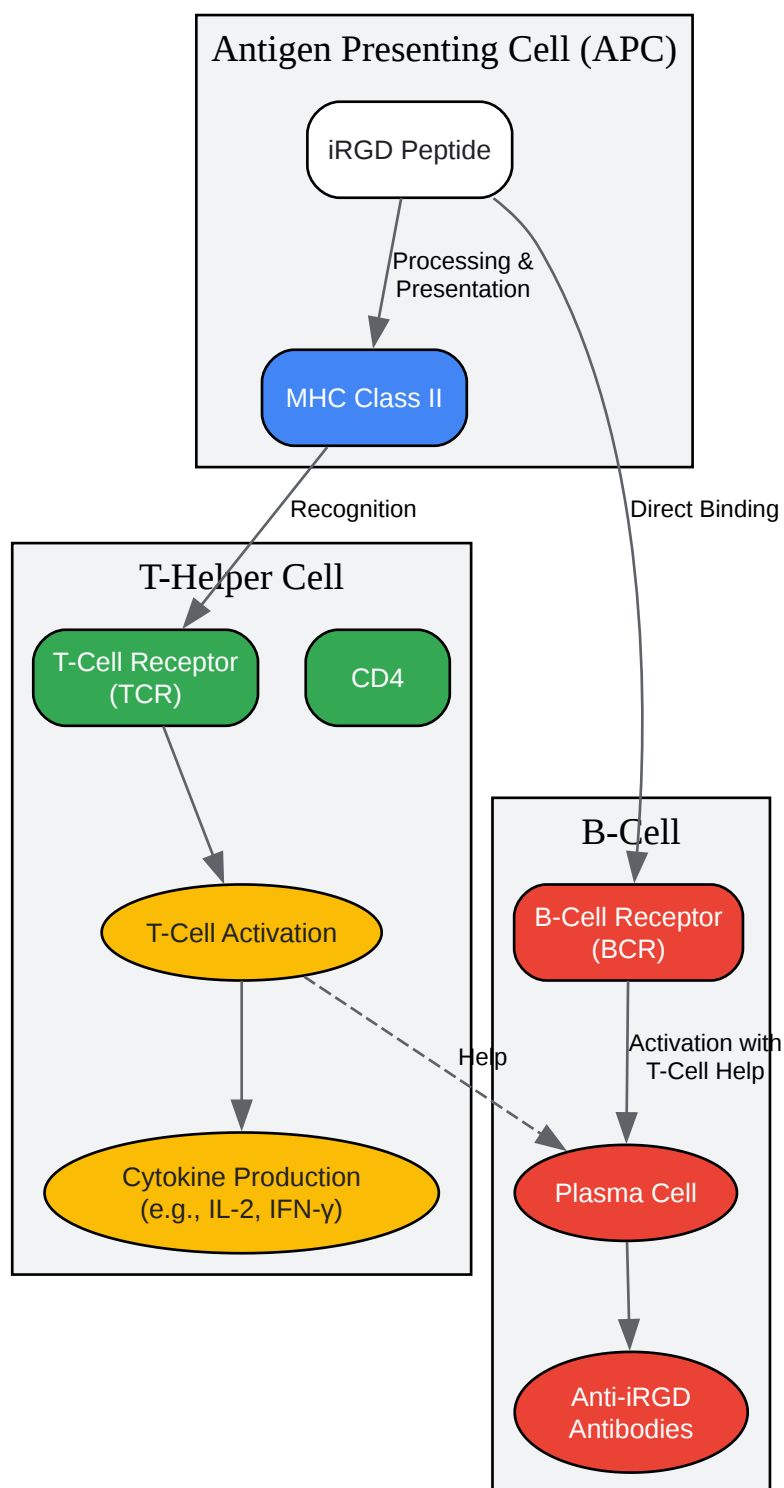 Antigen Presenting Cell (APC)
iRGD Peptide
Processing &
Presentation
MHC Class II
Recognition
Direct Binding
T-Helper Cell
T-Cell Receptor
(TCR)
CD4
B-Cell
T-Cell Activation
B-Cell Receptor
(BCR)
Help
Activation with
T-Cell Help
Cytokine Production
(e.g., IL-2, IFN-γ)
Plasma Cell
Anti-iRGD
Antibodies